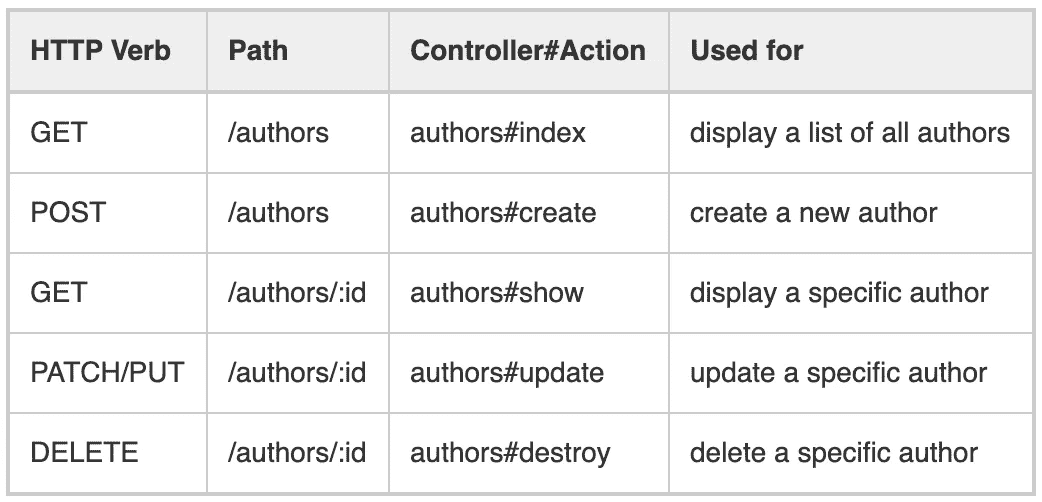 HTTP Verb Path Controller#Action Used for
GET /authors authors#index display a list of all authors
POST /authors authors#create create a new author
GET /authors/:id authors#show display a specific author
PATCH/PUT /authors/:id authors#update update a specific author
DELETE /authors/:id authors#destroy delete a specific author